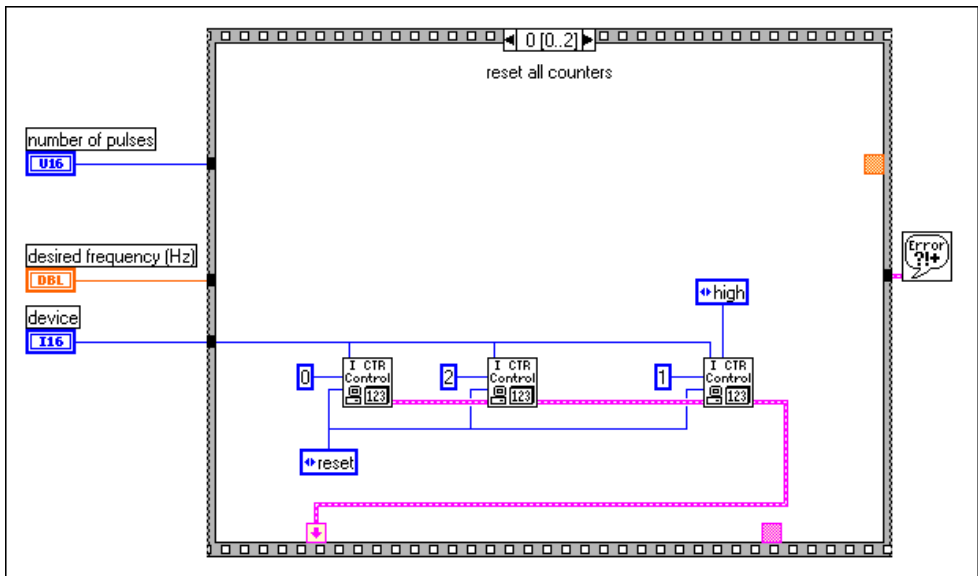 0 [0..2]
reset all counters
number of pulses
U16
desired frequency (Hz)
DBL
device
I16
Error
?!+
high
0
I CTR
Control
123
2
I CTR
Control
123
1
I CTR
Control
123
reset